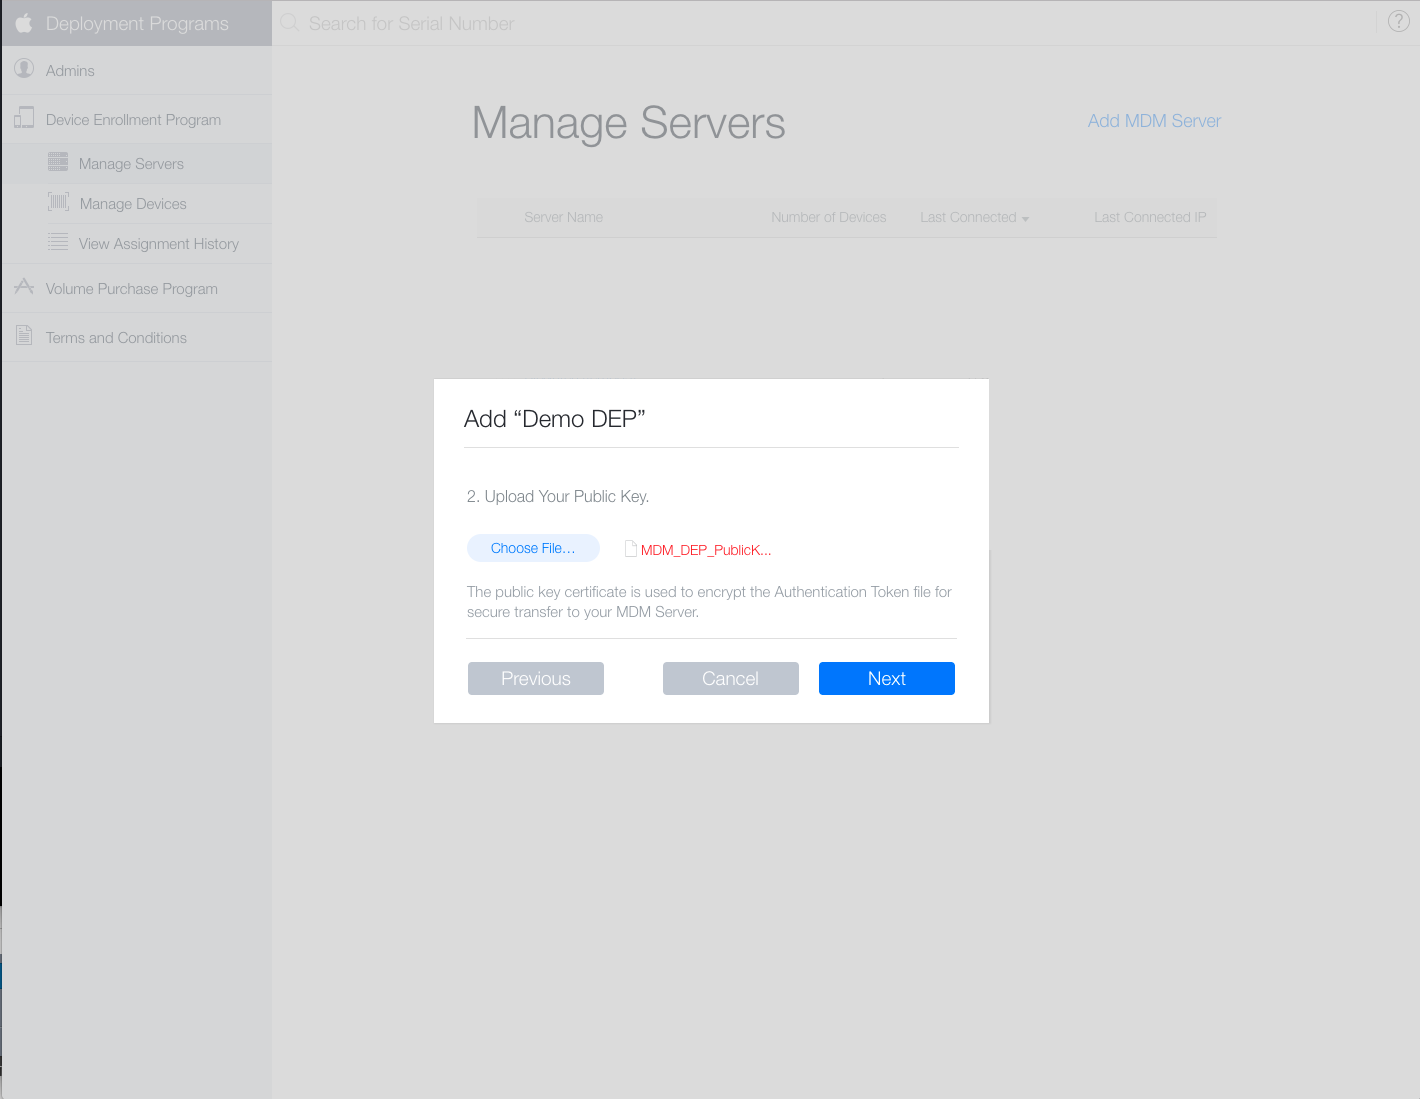 Deployment Programs
Search for Serial Number
?
Admins
Device Enrollment Program
Manage Servers
Manage Devices
View Assignment History
Volume Purchase Program
Terms and Conditions
Manage Servers
Add MDM Server
Server Name Number of Devices Last Connected Last Connected IP
Add “Demo DEP”
2. Upload Your Public Key.
Choose File... MDM_DEP_PublicK...
The public key certificate is used to encrypt the Authentication Token file for
secure transfer to your MDM Server.
Previous Cancel Next